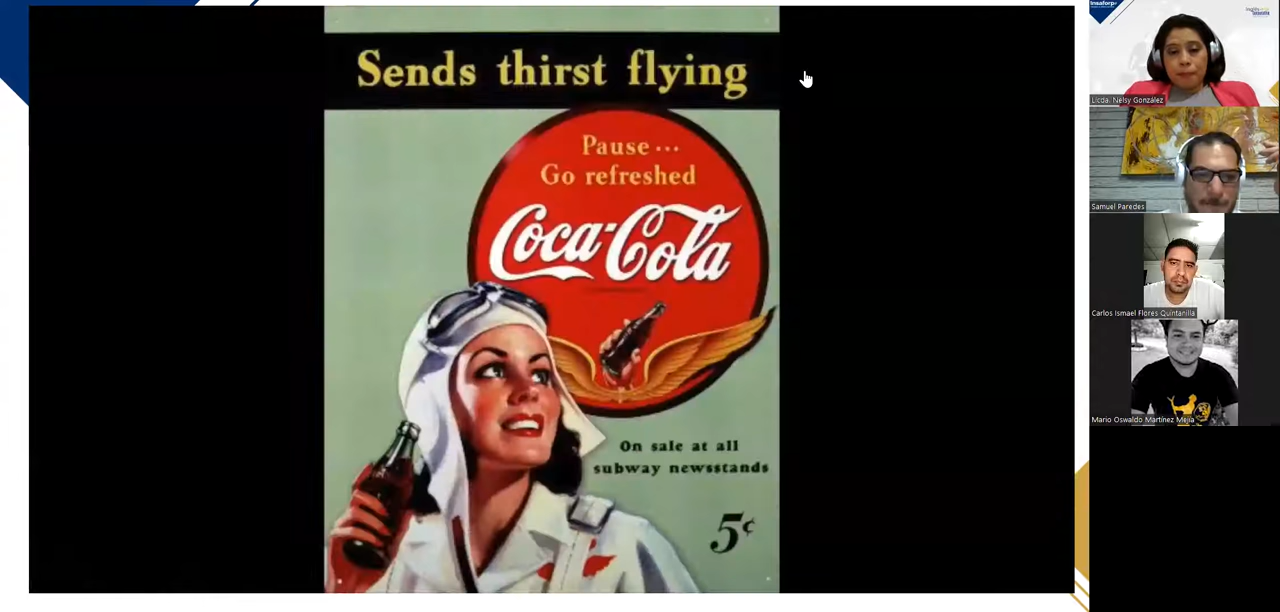 Sends thirst flying
Pause...
Go refreshed
Coca-Cola
On sale at all
subway newsstands
5¢
Insaforp
Licda. Nelsy González
Samuel Paredes
Carlos Ismael Flores Quintanilla
Mario Oswaldo Martínez Mejía